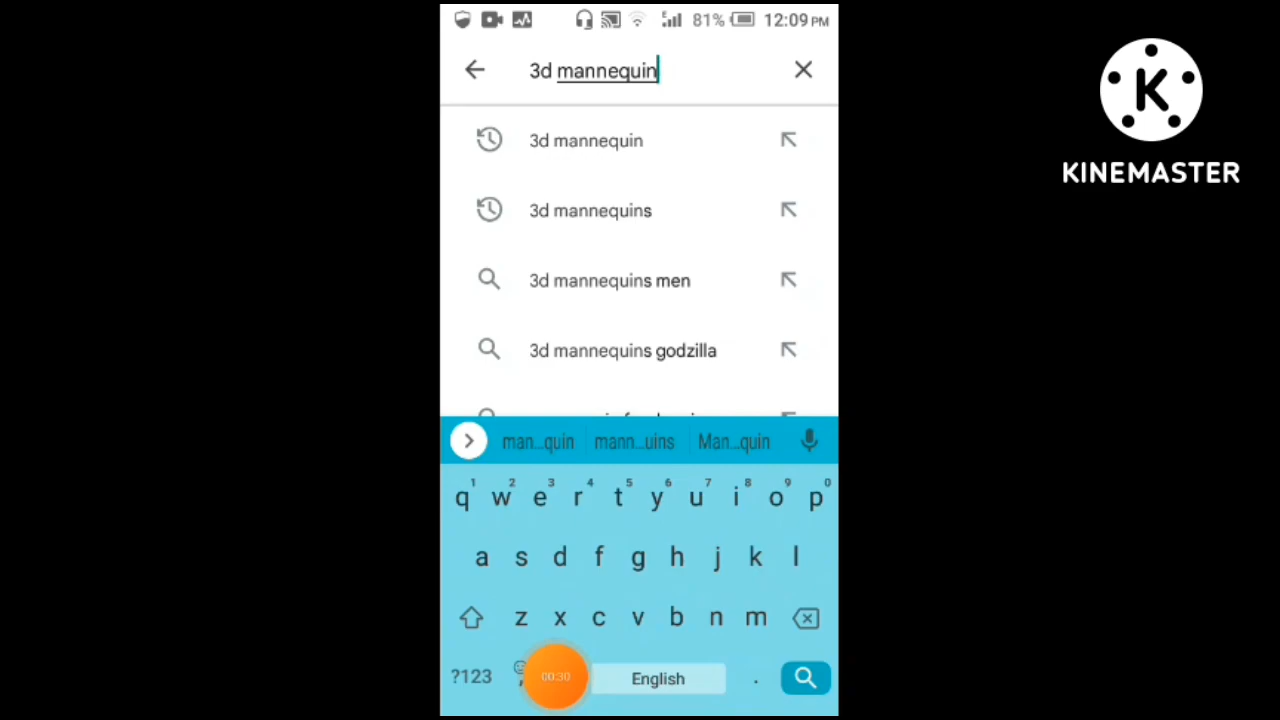 81% 12:09 PM
3d mannequin
K
KINEMASTER
3d mannequin
3d mannequins
3d mannequins men
3d mannequins godzilla
man...quin mann...uins Man...quin
1 2 3 4 5 6 7 8 9 0
q w e r t y u i o p
a s d f g h j k l
z x c v b n m
?123 , 00:30 English .